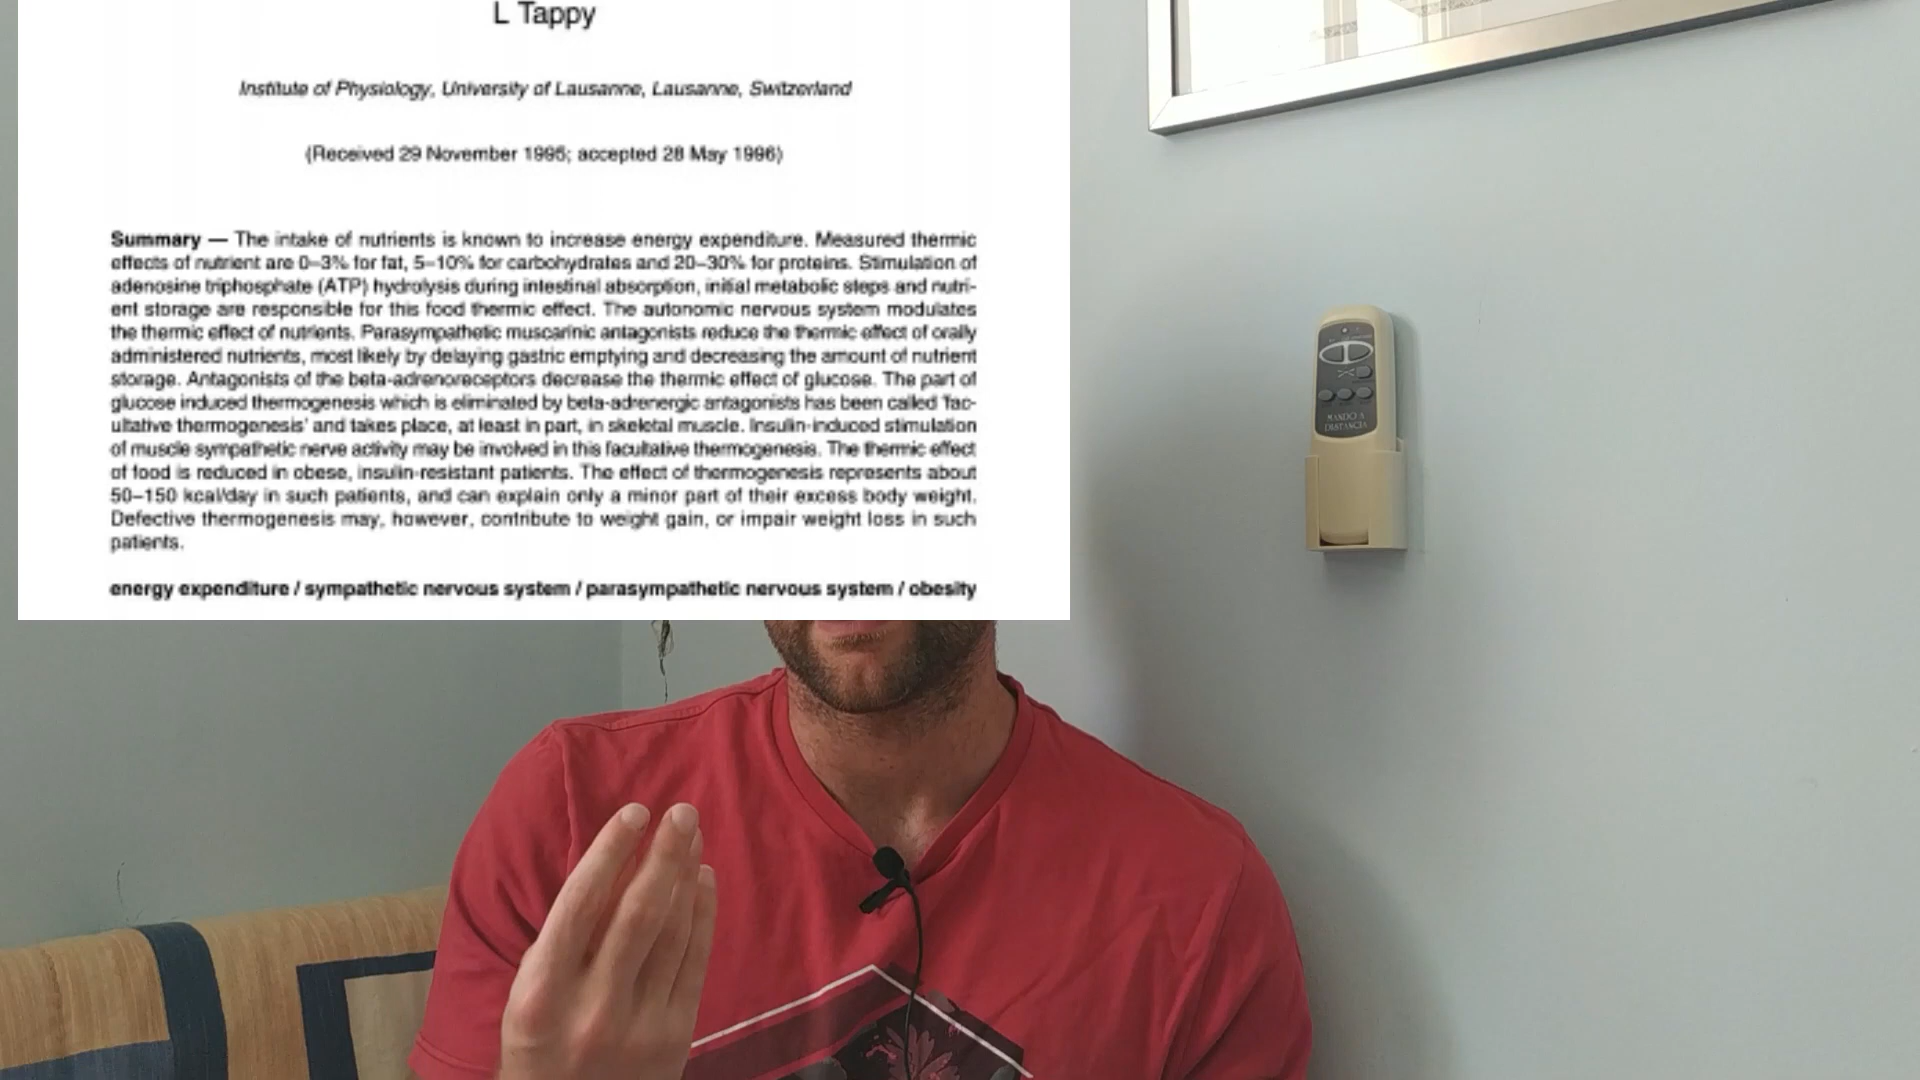 L Tappy
Institute of Physiology, University of Lausanne, Lausanne, Switzerland
(Received 29 November 1995; accepted 28 May 1996)
Summary — The intake of nutrients is known to increase energy expenditure. Measured thermic
effects of nutrient are 0–3% for fat, 5–10% for carbohydrates and 20–30% for proteins. Stimulation of
adenosine triphosphate (ATP) hydrolysis during intestinal absorption, initial metabolic steps and nutri-
ent storage are responsible for this food thermic effect. The autonomic nervous system modulates
the thermic effect of nutrients. Parasympathetic muscarinic antagonists reduce the thermic effect of orally
administered nutrients, most likely by delaying gastric emptying and decreasing the amount of nutrient
storage. Antagonists of the beta-adrenoreceptors decrease the thermic effect of glucose. The part of
glucose induced thermogenesis which is eliminated by beta-adrenergic antagonists has been called 'fac-
ultative thermogenesis' and takes place, at least in part, in skeletal muscle. Insulin-induced stimulation
of muscle sympathetic nerve activity may be involved in this facultative thermogenesis. The thermic effect
of food is reduced in obese, insulin-resistant patients. The effect of thermogenesis represents about
50–150 kcal/day in such patients, and can explain only a minor part of their excess body weight.
Defective thermogenesis may, however, contribute to weight gain, or impair weight loss in such
patients.
energy expenditure / sympathetic nervous system / parasympathetic nervous system / obesity
MANDO A
DISTANCIA